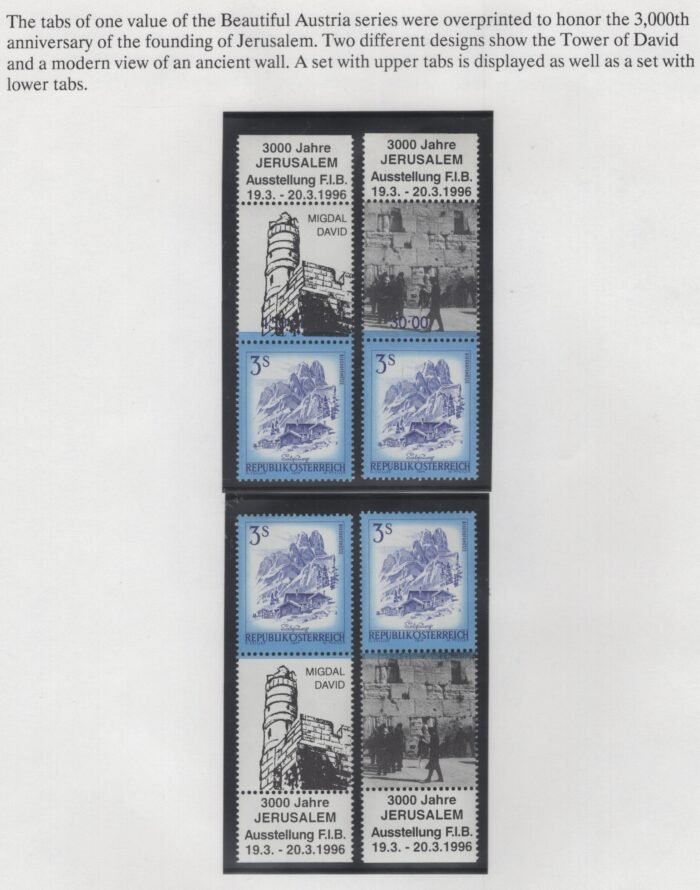 The tabs of one value of the Beautiful Austria series were overprinted to honor the 3,000th
anniversary of the founding of Jerusalem. Two different designs show the Tower of David
and a modern view of an ancient wall. A set with upper tabs is displayed as well as a set with
lower tabs.
3000 Jahre
JERUSALEM
Ausstellung F.I.B.
19.3. - 20.3.1996
3000 Jahre
JERUSALEM
Ausstellung F.I.B.
19.3. - 20.3.1996
MIGDAL
DAVID
30·00
3S
REPUBLIK ÖSTERREICH
3S
REPUBLIK ÖSTERREICH
3S
REPUBLIK ÖSTERREICH
3S
REPUBLIK ÖSTERREICH
MIGDAL
DAVID
3000 Jahre
JERUSALEM
Ausstellung F.I.B.
19.3. - 20.3.1996
3000 Jahre
JERUSALEM
Ausstellung F.I.B.
19.3. - 20.3.1996